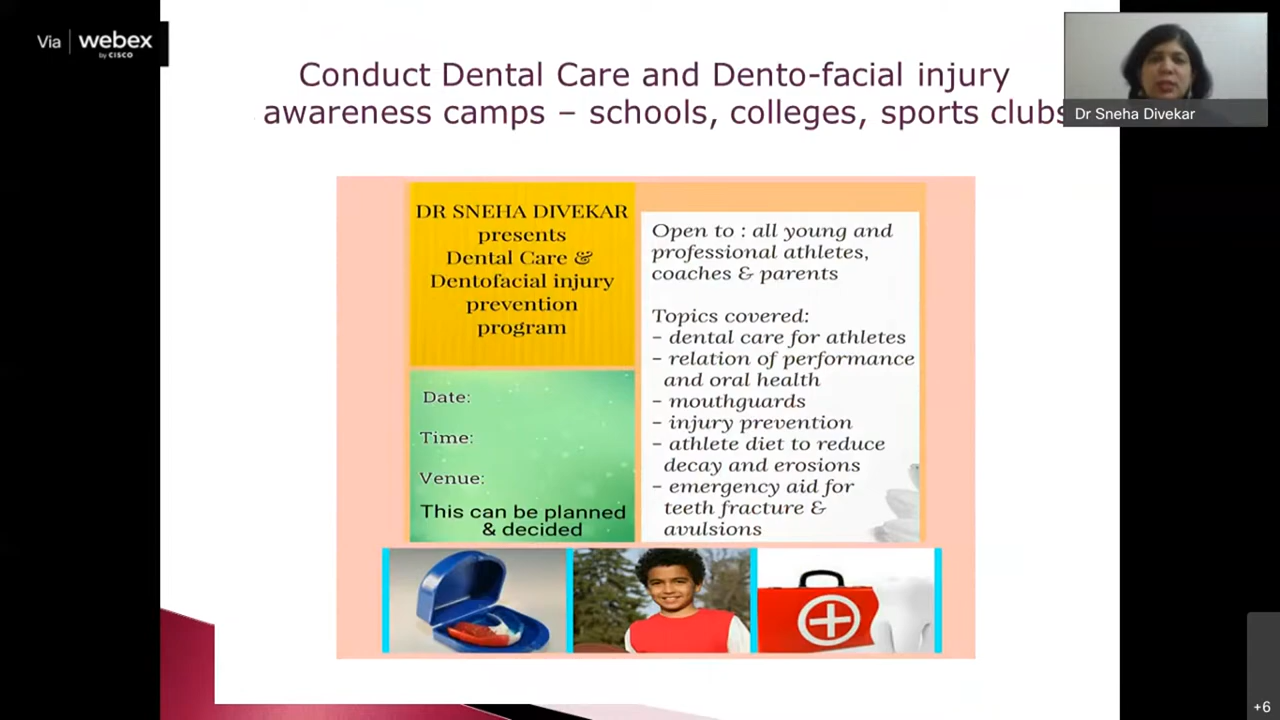 Via webex
by CISCO
Conduct Dental Care and Dento-facial injury
awareness camps – schools, colleges, sports clubs
Dr Sneha Divekar
DR SNEHA DIVEKAR
presents
Dental Care &
Dentofacial injury
prevention
program
Date:
Time:
Venue:
This can be planned
& decided
Open to : all young and
professional athletes,
coaches & parents
Topics covered:
- dental care for athletes
- relation of performance
and oral health
- mouthguards
- injury prevention
- athlete diet to reduce
decay and erosions
- emergency aid for
teeth fracture &
avulsions
+6